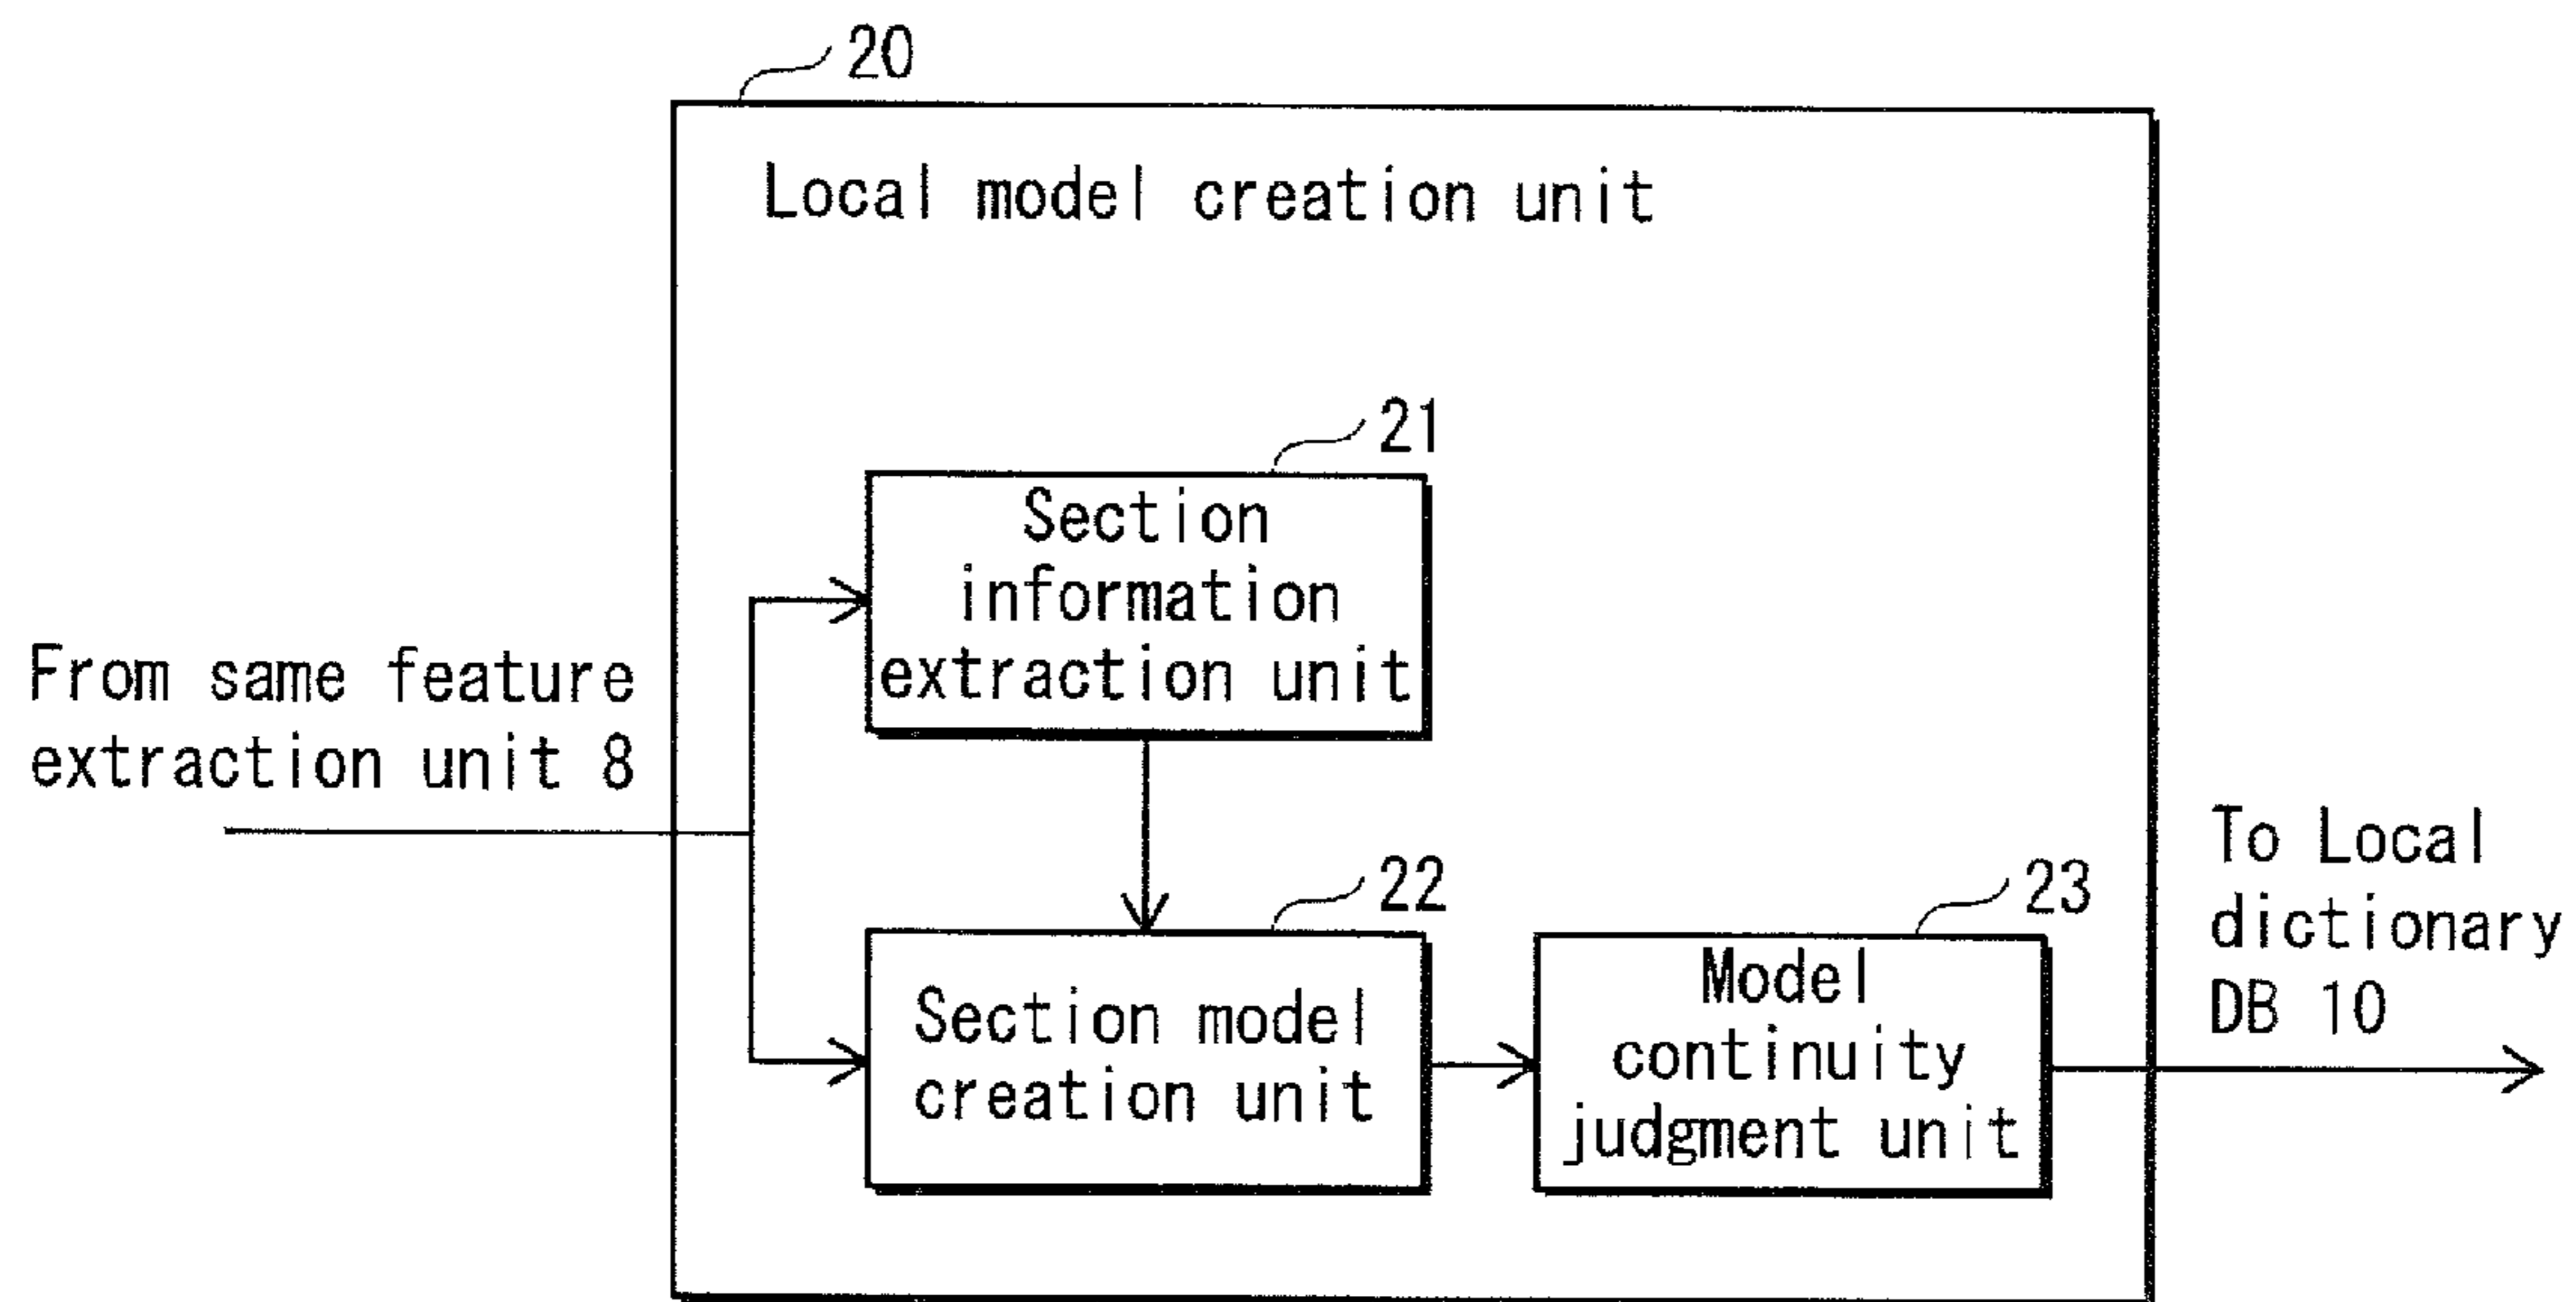 20
Local model creation unit
21
Section
information
extraction unit
From same feature
extraction unit 8
22
Section model
creation unit
23
Model
continuity
judgment unit
To Local
dictionary
DB 10